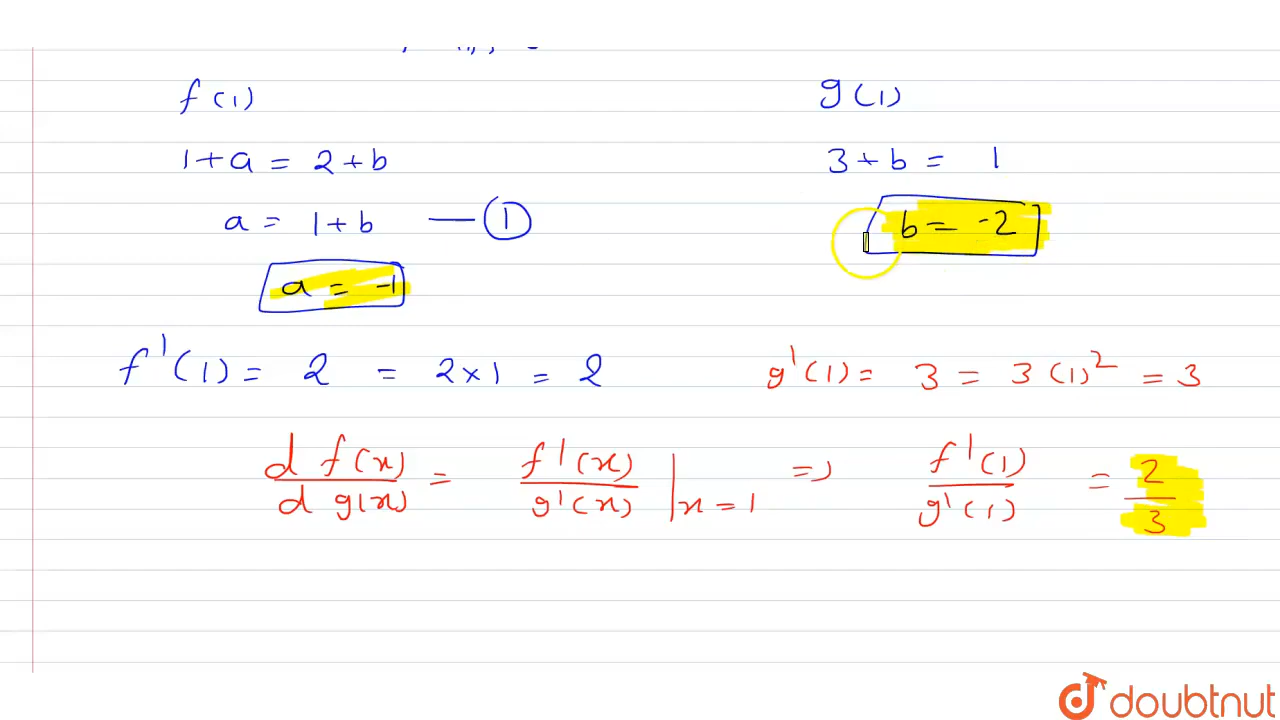 f(1) g(1)
1+a = 2+b 3+b = 1
a = 1+b — ① b = -2
a = -1
f'(1) = 2 = 2×1 = 2 g'(1) = 3 = 3(1)² = 3
d f(x) / d g(x) = f'(x) / g'(x) | x=1 => f'(1) / g'(1) = 2/3
doubtnut